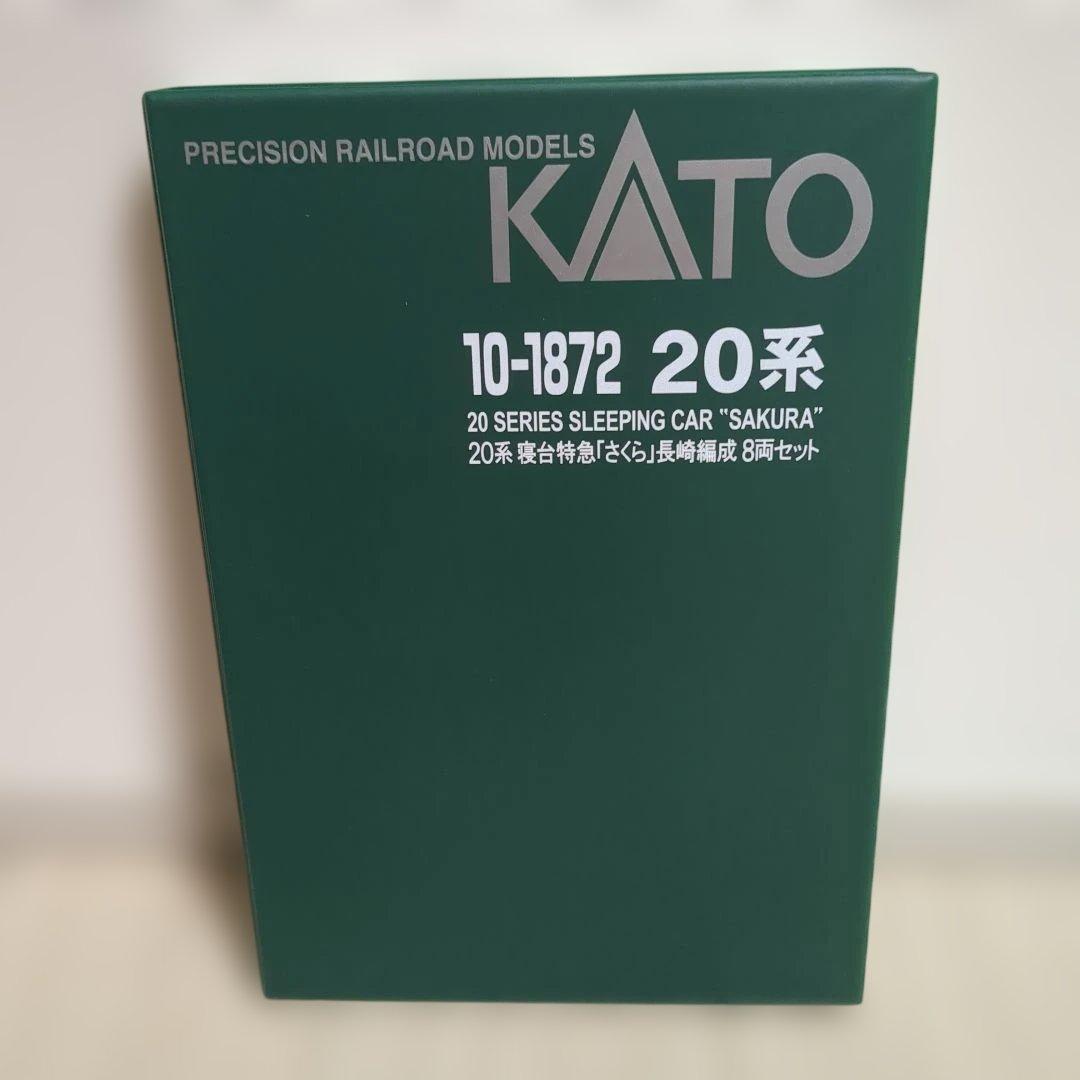 PRECISION RAILROAD MODELS
KATO
10-1872 20系
20 SERIES SLEEPING CAR "SAKURA"
20系 寝台特急「さくら」長崎編成 8両セット